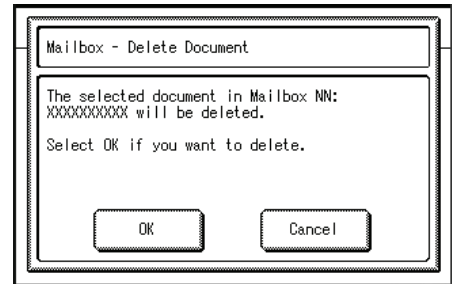 Mailbox - Delete Document
The selected document in Mailbox NN:
XXXXXXXXXX will be deleted.
Select OK if you want to delete.
OK
Cancel